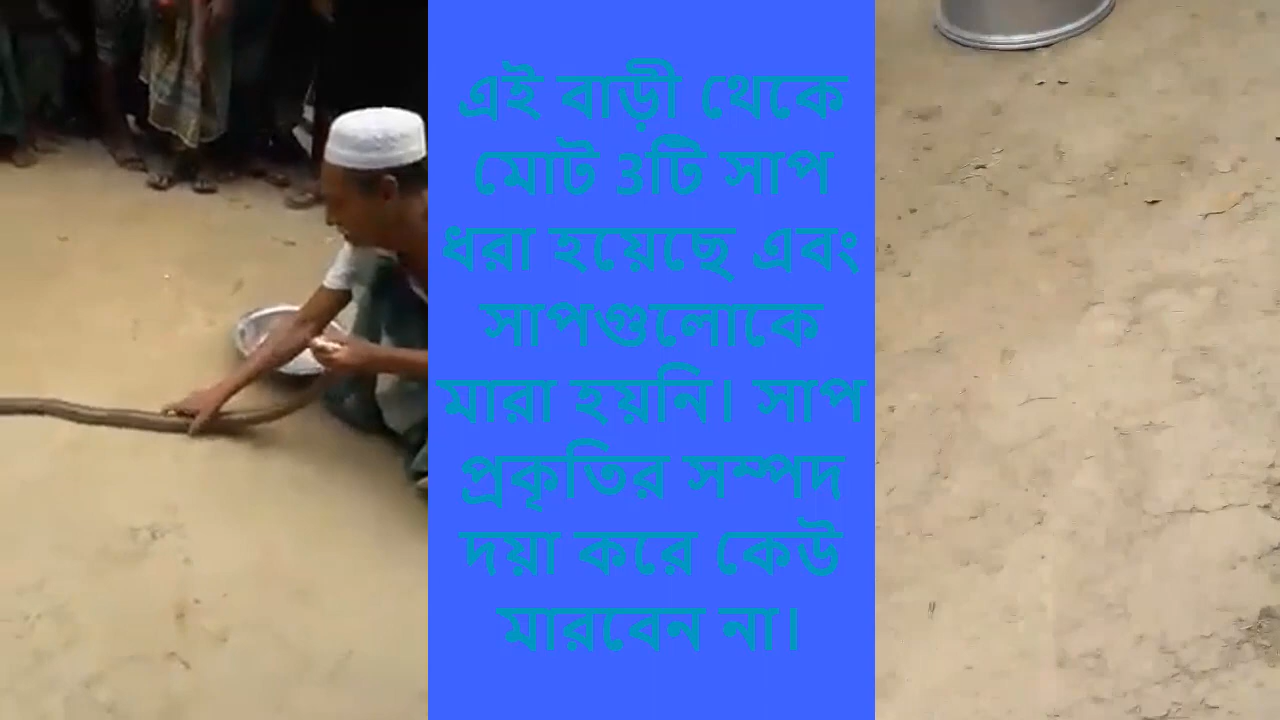 এই বাড়ী থেকে
মোট ৩টি সাপ
ধরা হয়েছে এবং
সাপগুলোকে
মারা হয়নি। সাপ
প্রকৃতির সম্পদ
দয়া করে কেউ
মারবেন না।